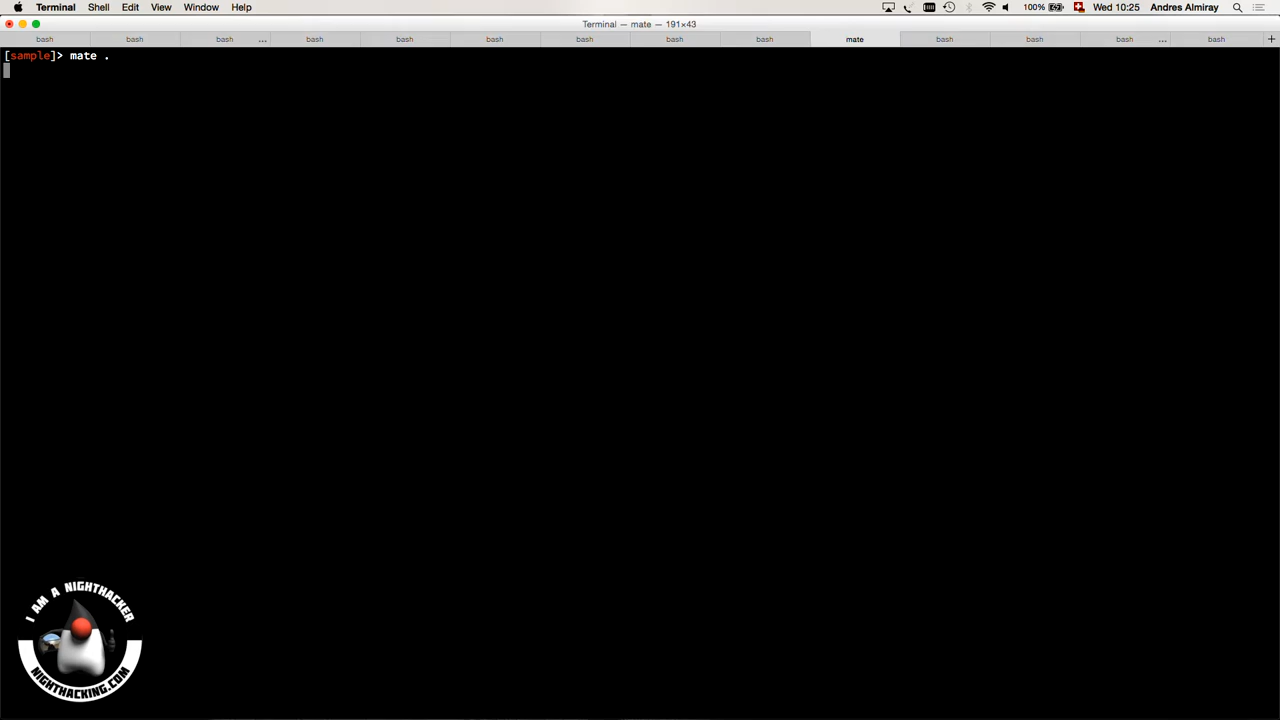 Terminal Shell Edit View Window Help 100% Wed 10:25 Andres Almiray
Terminal — mate — 191×43
bash bash bash ... bash bash bash bash bash bash mate bash bash bash ... bash +
[sample]> mate .
I AM A NIGHTHACKER
NIGHTHACKING.COM